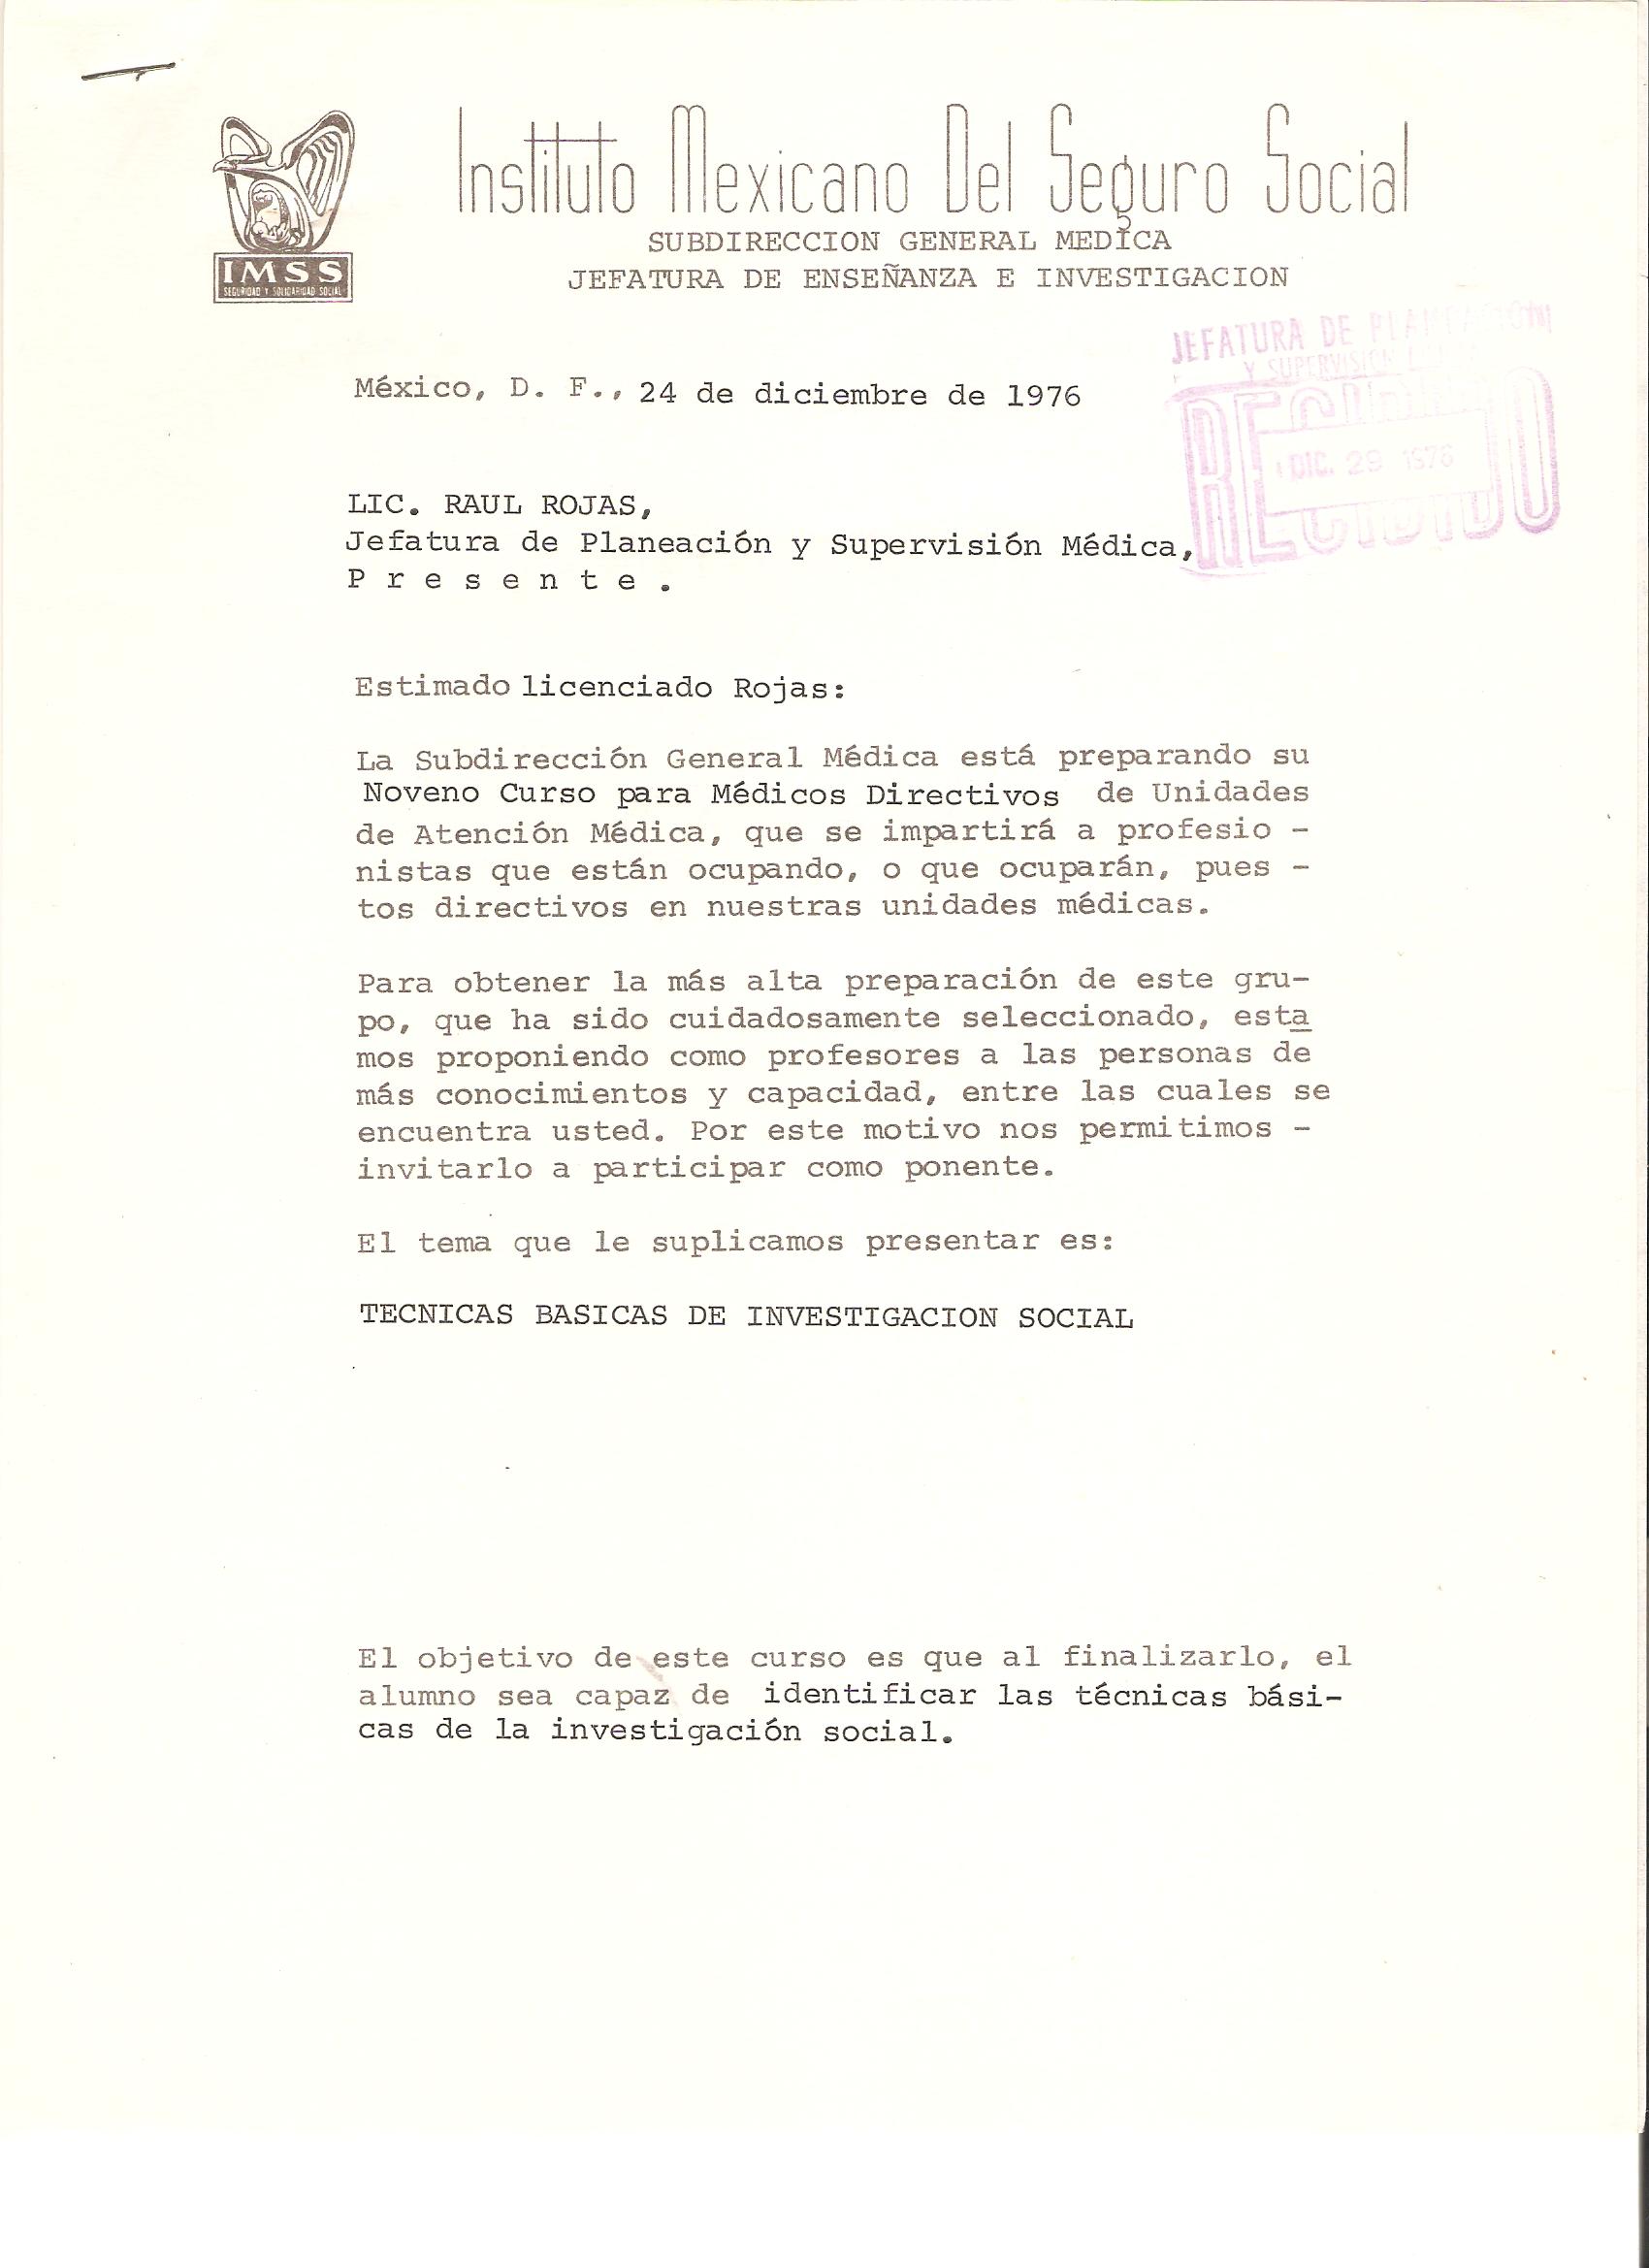 Instituto Mexicano Del Seguro Social
SUBDIRECCION GENERAL MEDICA
JEFATURA DE ENSEÑANZA E INVESTIGACION
IMSS
SEGURIDAD Y SOLIDARIDAD SOCIAL
JEFATURA DE PLANEACION
Y SUPERVISION
RECIBIDO
DIC. 29 1976
México, D. F., 24 de diciembre de 1976
LIC. RAUL ROJAS,
Jefatura de Planeación y Supervisión Médica,
P r e s e n t e .
Estimado licenciado Rojas:
La Subdirección General Médica está preparando su
Noveno Curso para Médicos Directivos de Unidades
de Atención Médica, que se impartirá a profesio -
nistas que están ocupando, o que ocuparán, pues -
tos directivos en nuestras unidades médicas.
Para obtener la más alta preparación de este gru-
po, que ha sido cuidadosamente seleccionado, esta
mos proponiendo como profesores a las personas de
más conocimientos y capacidad, entre las cuales se
encuentra usted. Por este motivo nos permitimos -
invitarlo a participar como ponente.
El tema que le suplicamos presentar es:
TECNICAS BASICAS DE INVESTIGACION SOCIAL
El objetivo de este curso es que al finalizarlo, el
alumno sea capaz de identificar las técnicas bási-
cas de la investigación social.